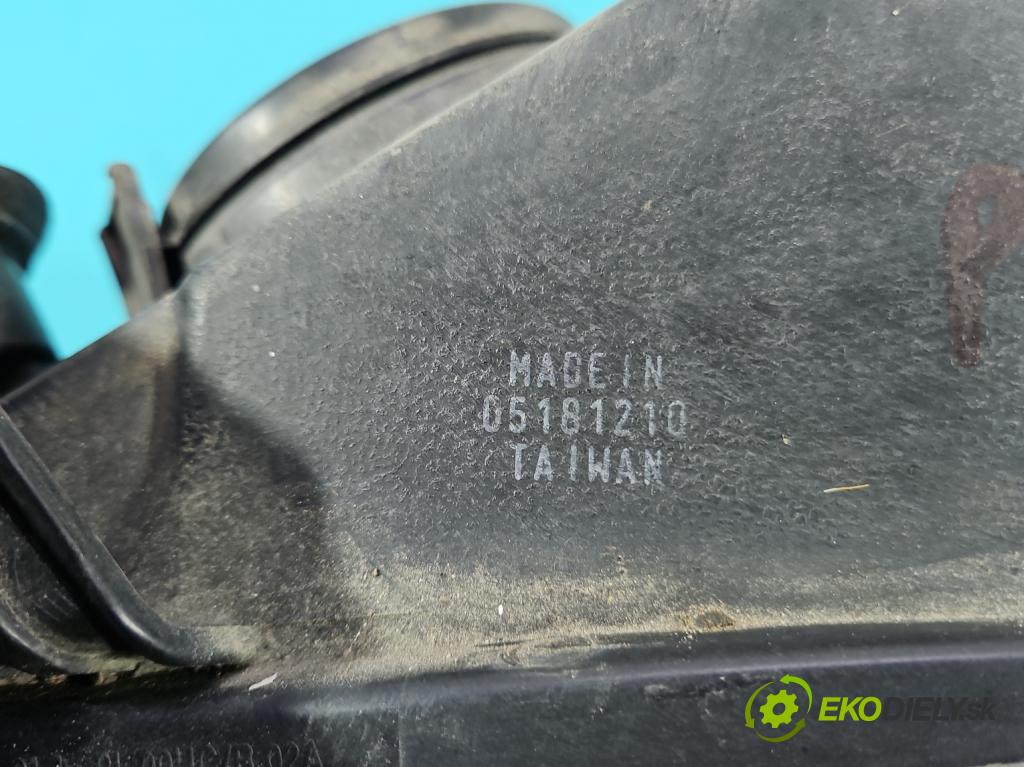 MADE IN
05181210
TAIWAN
P
EKODIELY.sk